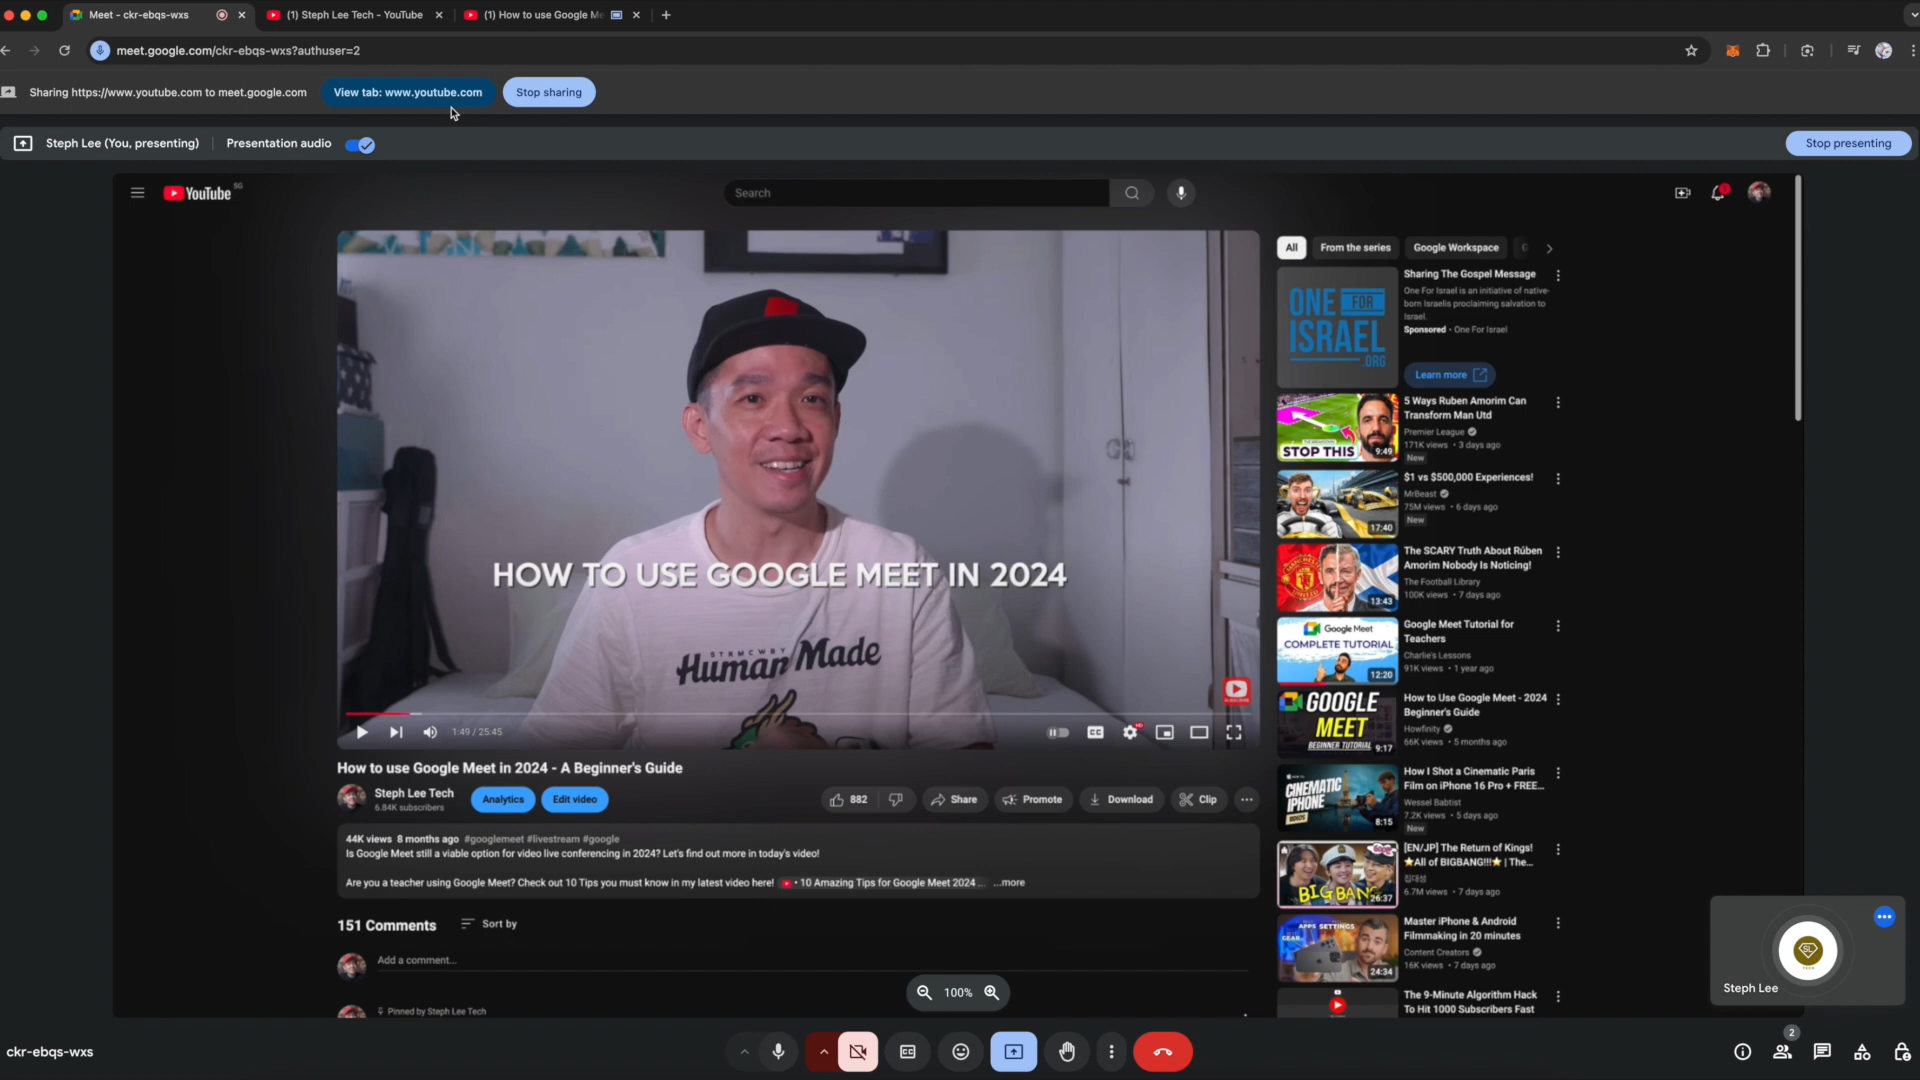 Meet - ckr-ebqs-wxs
(1) Steph Lee Tech - YouTube
(1) How to use Google Me
meet.google.com/ckr-ebqs-wxs?authuser=2
Sharing https://www.youtube.com to meet.google.com
View tab: www.youtube.com
Stop sharing
Steph Lee (You, presenting)
Presentation audio
Stop presenting
YouTube SG
Search
HOW TO USE GOOGLE MEET IN 2024
STRMCWBY
Human Made
1:49 / 25:45
How to use Google Meet in 2024 - A Beginner's Guide
Steph Lee Tech
6.84K subscribers
Analytics
Edit video
882
Share
Promote
Download
Clip
44K views 8 months ago #googlemeet #livestream #google
Is Google Meet still a viable option for video live conferencing in 2024? Let's find out more in today's video!
Are you a teacher using Google Meet? Check out 10 Tips you must know in my latest video here! • 10 Amazing Tips for Google Meet 2024 ... ...more
151 Comments
Sort by
Add a comment...
Pinned by Steph Lee Tech
100%
All
From the series
Google Workspace
G
ONE FOR
ISRAEL
.ORG
Sharing The Gospel Message
One For Israel is an initiative of native-
born Israelis proclaiming salvation to
Israel.
Sponsored • One For Israel
Learn more
STOP THIS
9:49
5 Ways Ruben Amorim Can
Transform Man Utd
Premier League
171K views • 3 days ago
New
17:40
$1 vs $500,000 Experiences!
MrBeast
75M views • 6 days ago
New
13:43
The SCARY Truth About Rúben
Amorim Nobody Is Noticing!
The Football Library
100K views • 7 days ago
Google Meet
COMPLETE TUTORIAL
12:20
Google Meet Tutorial for
Teachers
Charlie's Lessons
91K views • 1 year ago
GOOGLE
MEET
BEGINNER TUTORIAL
9:17
How to Use Google Meet - 2024
Beginner's Guide
Howfinity
66K views • 5 months ago
CINEMATIC
IPHONE
8:15
How I Shot a Cinematic Paris
Film on iPhone 16 Pro + FREE...
Wessel Babtist
7.2K views • 5 days ago
New
BIG BANG
26:37
[EN/JP] The Return of Kings!
⭐All of BIGBANG!!!⭐ | The...
집대성
6.7M views • 7 days ago
GEAR
APPS
SETTINGS
24:34
Master iPhone & Android
Filmmaking in 20 minutes
Content Creators
16K views • 7 days ago
The 9-Minute Algorithm Hack
To Hit 1000 Subscribers Fast
SL
TECH
Steph Lee
ckr-ebqs-wxs
2